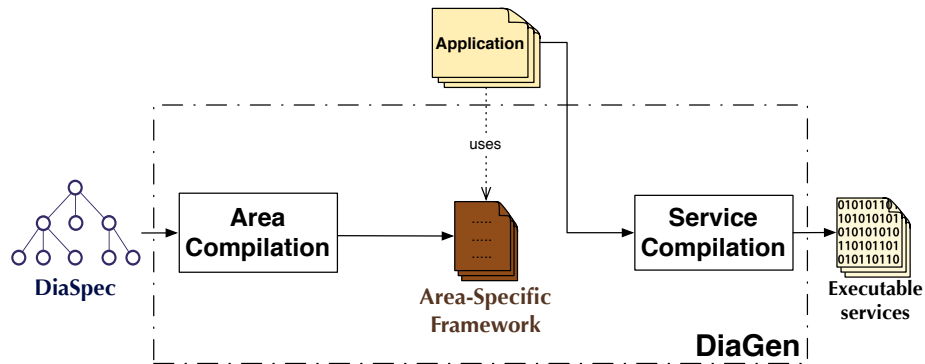 Application
uses
Area
Compilation
.....
.....
.....
Service
Compilation
01010110
101010101
010101010
110101101
010110110
DiaSpec
Area-Specific
Framework
Executable
services
DiaGen